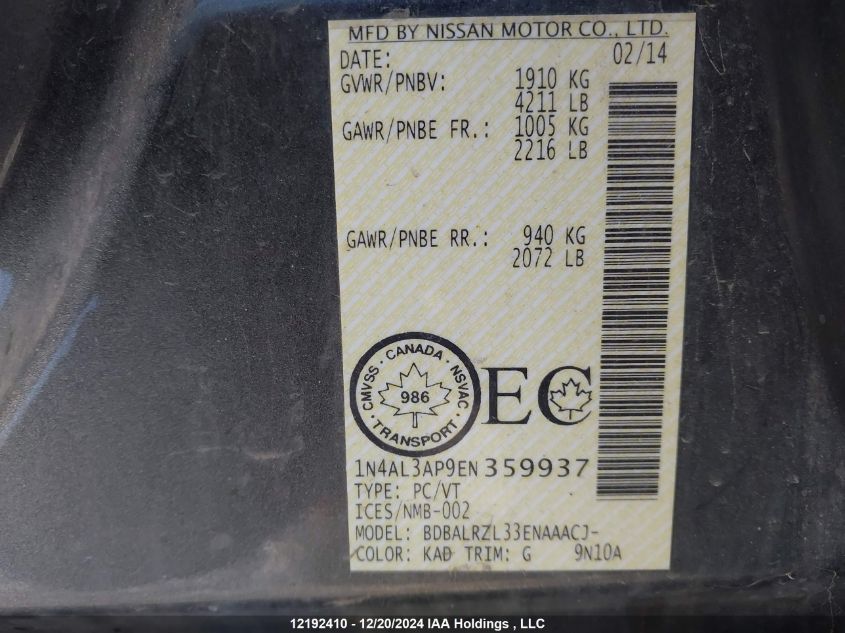 MFD BY NISSAN MOTOR CO., LTD.
DATE: 02/14
GVWR/PNBV: 1910 KG
4211 LB
GAWR/PNBE FR.: 1005 KG
2216 LB
GAWR/PNBE RR.: 940 KG
2072 LB
CMVSS · CANADA · NSVAC
986
· TRANSPORT ·
EC
1N4AL3AP9EN359937
TYPE: PC/VT
ICES/NMB-002
MODEL: BDBALRZL33ENAAACJ-
COLOR: KAD TRIM: G 9N10A
12192410 - 12/20/2024 IAA Holdings , LLC